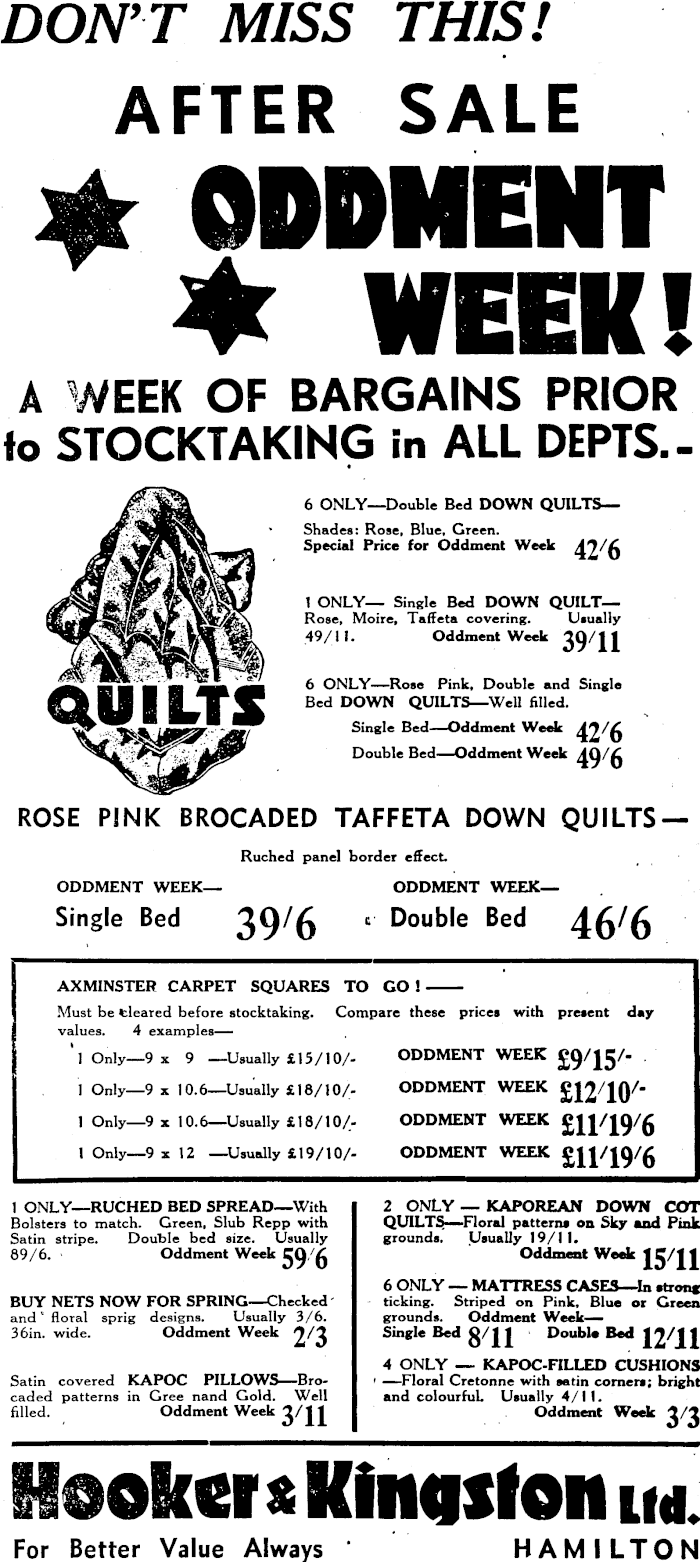 DON'T MISS THIS!
AFTER SALE
ODDMENT
WEEK!
A WEEK OF BARGAINS PRIOR
to STOCKTAKING in ALL DEPTS.-
QUILTS
6 ONLY—Double Bed DOWN QUILTS—
Shades: Rose, Blue, Green.
Special Price for Oddment Week 42/6
1 ONLY— Single Bed DOWN QUILT—
Rose, Moire, Taffeta covering. Usually
49/11. Oddment Week 39/11
6 ONLY—Rose Pink, Double and Single
Bed DOWN QUILTS—Well filled.
Single Bed—Oddment Week 42/6
Double Bed—Oddment Week 49/6
ROSE PINK BROCADED TAFFETA DOWN QUILTS—
Ruched panel border effect.
ODDMENT WEEK— ODDMENT WEEK—
Single Bed 39/6 Double Bed 46/6
AXMINSTER CARPET SQUARES TO GO!—
Must be cleared before stocktaking. Compare these prices with present day
values. 4 examples—
1 Only—9 x 9 —Usually £15/10/- ODDMENT WEEK £9/15/-
1 Only—9 x 10.6—Usually £18/10/- ODDMENT WEEK £12/10/-
1 Only—9 x 10.6—Usually £18/10/- ODDMENT WEEK £11/19/6
1 Only—9 x 12 —Usually £19/10/- ODDMENT WEEK £11/19/6
1 ONLY—RUCHED BED SPREAD—With
Bolsters to match. Green, Slub Repp with
Satin stripe. Double bed size. Usually
89/6. Oddment Week 59/6
BUY NETS NOW FOR SPRING—Checked
and floral sprig designs. Usually 3/6.
36in. wide. Oddment Week 2/3
Satin covered KAPOC PILLOWS—Bro-
caded patterns in Gree nand Gold. Well
filled. Oddment Week 3/11
2 ONLY — KAPOREAN DOWN COT
QUILTS—Floral patterns on Sky and Pink
grounds. Usually 19/11.
Oddment Week 15/11
6 ONLY — MATTRESS CASES—In strong
ticking. Striped on Pink, Blue or Green
grounds. Oddment Week—
Single Bed 8/11 Double Bed 12/11
4 ONLY — KAPOC-FILLED CUSHIONS
—Floral Cretonne with satin corners; bright
and colourful. Usually 4/11.
Oddment Week 3/3
Hooker & Kingston Ltd.
For Better Value Always HAMILTON